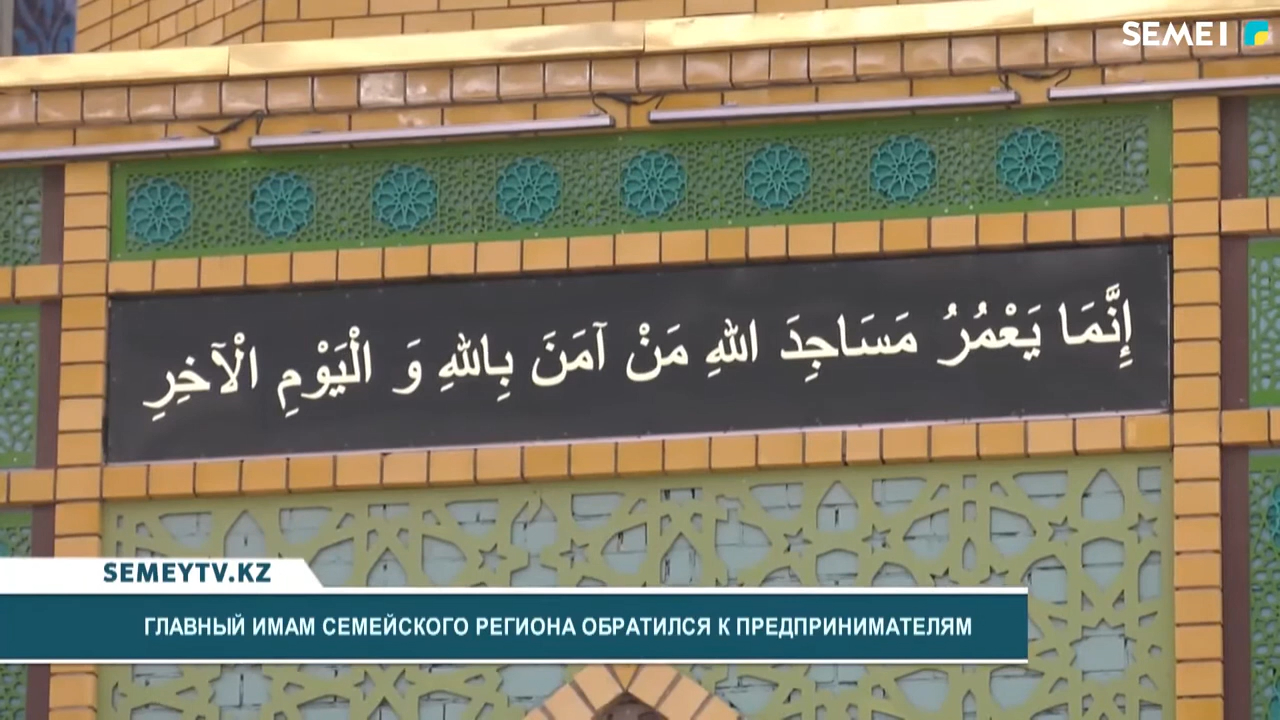 SEMEI
إِنَّمَا يَعْمُرُ مَسَاجِدَ اللهِ مَنْ آمَنَ بِاللهِ وَ الْيَوْمِ الْآخِرِ
SEMEYTV.KZ
ГЛАВНЫЙ ИМАМ СЕМЕЙСКОГО РЕГИОНА ОБРАТИЛСЯ К ПРЕДПРИНИМАТЕЛЯМ